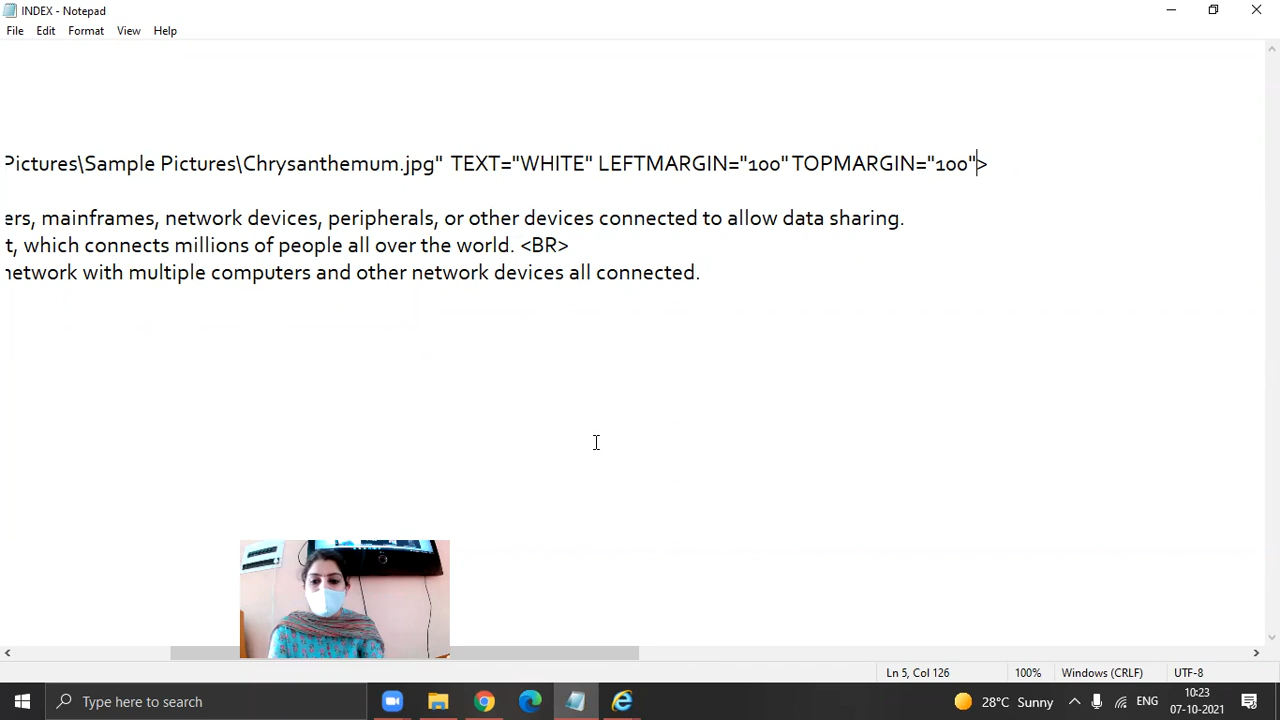 INDEX - Notepad
File Edit Format View Help
Pictures\Sample Pictures\Chrysanthemum.jpg" TEXT="WHITE" LEFTMARGIN="100" TOPMARGIN="100">
ers, mainframes, network devices, peripherals, or other devices connected to allow data sharing.
t, which connects millions of people all over the world. <BR>
network with multiple computers and other network devices all connected.
Ln 5, Col 126 100% Windows (CRLF) UTF-8
Type here to search
28°C Sunny
ENG
10:23
07-10-2021